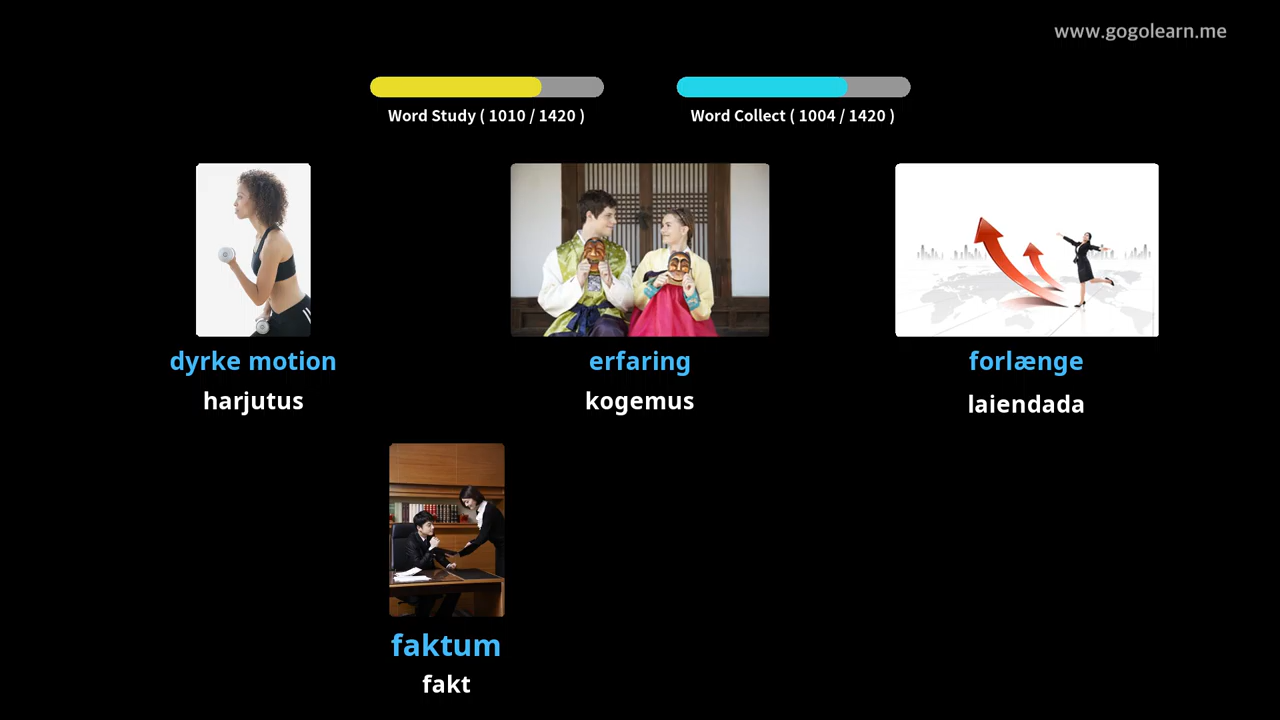 www.gogolearn.me
Word Study ( 1010 / 1420 )
Word Collect ( 1004 / 1420 )
dyrke motion
harjutus
erfaring
kogemus
forlænge
laiendada
faktum
fakt